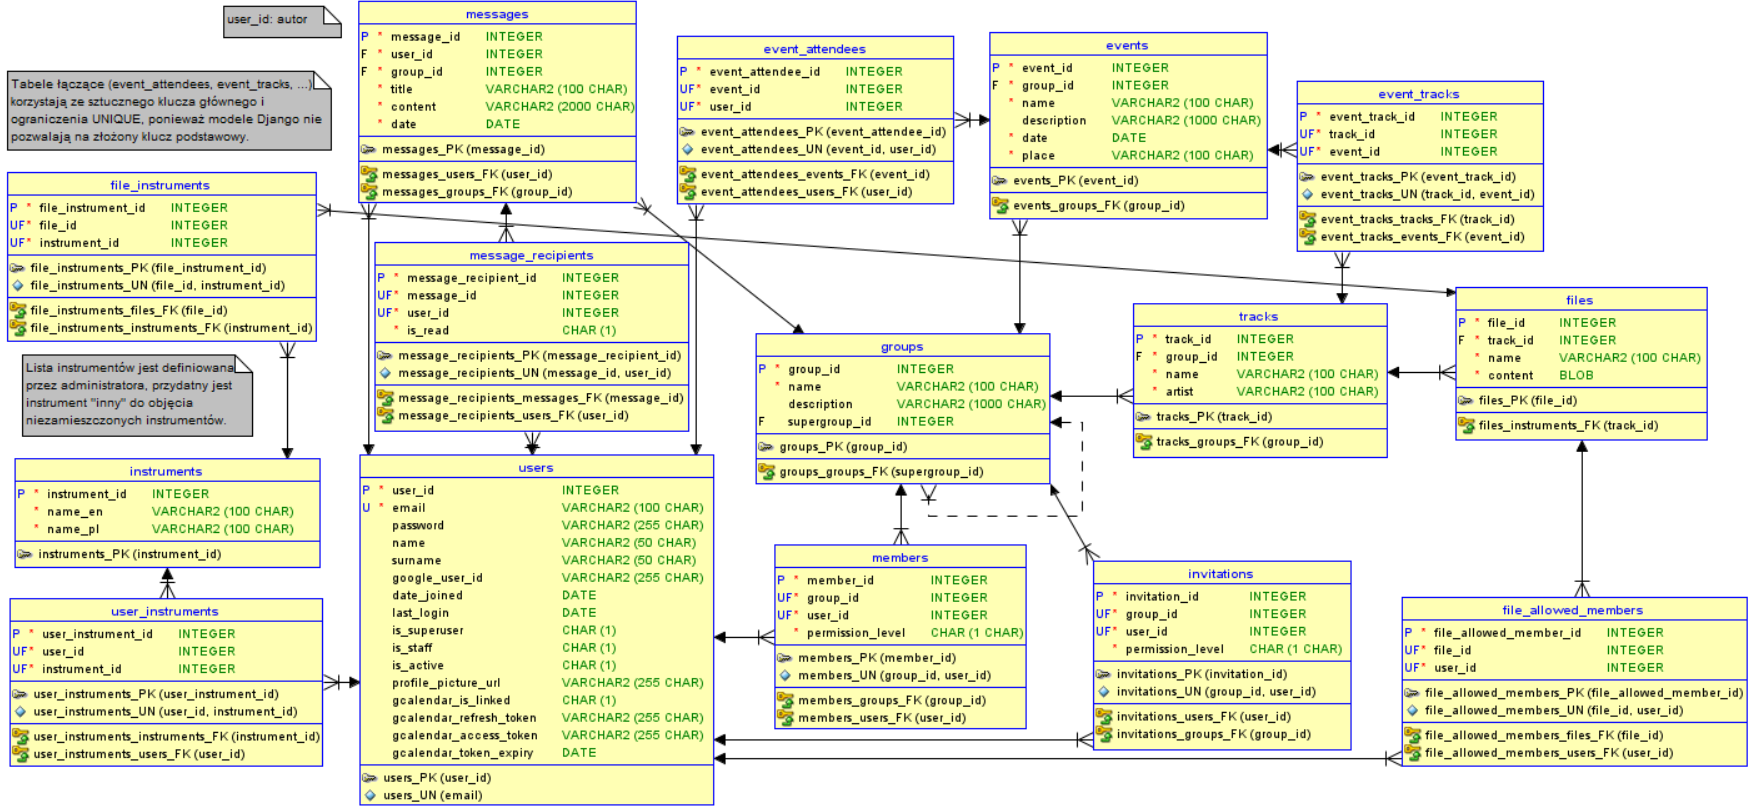 user_id: autor
Tabele łączące (event_attendees, event_tracks, ...)
korzystają ze sztucznego klucza głównego i
ograniczenia UNIQUE, ponieważ modele Django nie
pozwalają na złożony klucz podstawowy.
messages
P * message_id INTEGER
F * user_id INTEGER
F * group_id INTEGER
* title VARCHAR2 (100 CHAR)
* content VARCHAR2 (2000 CHAR)
* date DATE
messages_PK (message_id)
messages_users_FK (user_id)
messages_groups_FK (group_id)
event_attendees
P * event_attendee_id INTEGER
UF* event_id INTEGER
UF* user_id INTEGER
event_attendees_PK (event_attendee_id)
event_attendees_UN (event_id, user_id)
event_attendees_events_FK (event_id)
event_attendees_users_FK (user_id)
events
P * event_id INTEGER
F * group_id INTEGER
* name VARCHAR2 (100 CHAR)
description VARCHAR2 (1000 CHAR)
* date DATE
* place VARCHAR2 (100 CHAR)
events_PK (event_id)
events_groups_FK (group_id)
event_tracks
P * event_track_id INTEGER
UF* track_id INTEGER
UF* event_id INTEGER
event_tracks_PK (event_track_id)
event_tracks_UN (track_id, event_id)
event_tracks_tracks_FK (track_id)
event_tracks_events_FK (event_id)
file_instruments
P * file_instrument_id INTEGER
UF* file_id INTEGER
UF* instrument_id INTEGER
file_instruments_PK (file_instrument_id)
file_instruments_UN (file_id, instrument_id)
file_instruments_files_FK (file_id)
file_instruments_instruments_FK (instrument_id)
message_recipients
P * message_recipient_id INTEGER
UF* message_id INTEGER
UF* user_id INTEGER
* is_read CHAR (1)
message_recipients_PK (message_recipient_id)
message_recipients_UN (message_id, user_id)
message_recipients_messages_FK (message_id)
message_recipients_users_FK (user_id)
groups
P * group_id INTEGER
* name VARCHAR2 (100 CHAR)
description VARCHAR2 (1000 CHAR)
F supergroup_id INTEGER
groups_PK (group_id)
groups_groups_FK (supergroup_id)
tracks
P * track_id INTEGER
F * group_id INTEGER
* name VARCHAR2 (100 CHAR)
* artist VARCHAR2 (100 CHAR)
tracks_PK (track_id)
tracks_groups_FK (group_id)
files
P * file_id INTEGER
F * track_id INTEGER
* name VARCHAR2 (100 CHAR)
* content BLOB
files_PK (file_id)
files_instruments_FK (track_id)
Lista instrumentów jest definiowana
przez administratora, przydatny jest
instrument "inny" do objęcia
niezamieszczonych instrumentów.
instruments
P * instrument_id INTEGER
* name_en VARCHAR2 (100 CHAR)
* name_pl VARCHAR2 (100 CHAR)
instruments_PK (instrument_id)
user_instruments
P * user_instrument_id INTEGER
UF* user_id INTEGER
UF* instrument_id INTEGER
user_instruments_PK (user_instrument_id)
user_instruments_UN (user_id, instrument_id)
user_instruments_instruments_FK (instrument_id)
user_instruments_users_FK (user_id)
users
P * user_id INTEGER
U * email VARCHAR2 (100 CHAR)
password VARCHAR2 (255 CHAR)
name VARCHAR2 (50 CHAR)
surname VARCHAR2 (50 CHAR)
google_user_id VARCHAR2 (255 CHAR)
date_joined DATE
last_login DATE
is_superuser CHAR (1)
is_staff CHAR (1)
is_active CHAR (1)
profile_picture_url VARCHAR2 (255 CHAR)
gcalendar_is_linked CHAR (1)
gcalendar_refresh_token VARCHAR2 (255 CHAR)
gcalendar_access_token VARCHAR2 (255 CHAR)
gcalendar_token_expiry DATE
users_PK (user_id)
users_UN (email)
members
P * member_id INTEGER
UF* group_id INTEGER
UF* user_id INTEGER
* permission_level CHAR (1 CHAR)
members_PK (member_id)
members_UN (group_id, user_id)
members_groups_FK (group_id)
members_users_FK (user_id)
invitations
P * invitation_id INTEGER
UF* group_id INTEGER
UF* user_id INTEGER
* permission_level CHAR (1 CHAR)
invitations_PK (invitation_id)
invitations_UN (group_id, user_id)
invitations_users_FK (user_id)
invitations_groups_FK (group_id)
file_allowed_members
P * file_allowed_member_id INTEGER
UF* file_id INTEGER
UF* user_id INTEGER
file_allowed_members_PK (file_allowed_member_id)
file_allowed_members_UN (file_id, user_id)
file_allowed_members_files_FK (file_id)
file_allowed_members_users_FK (user_id)